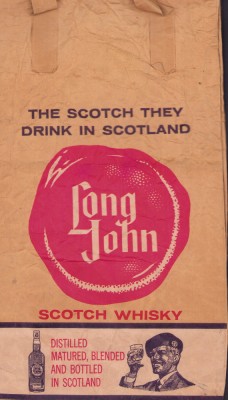 THE SCOTCH THEY
DRINK IN SCOTLAND
Long
John
SCOTCH WHISKY
DISTILLED
MATURED, BLENDED
AND BOTTLED
IN SCOTLAND